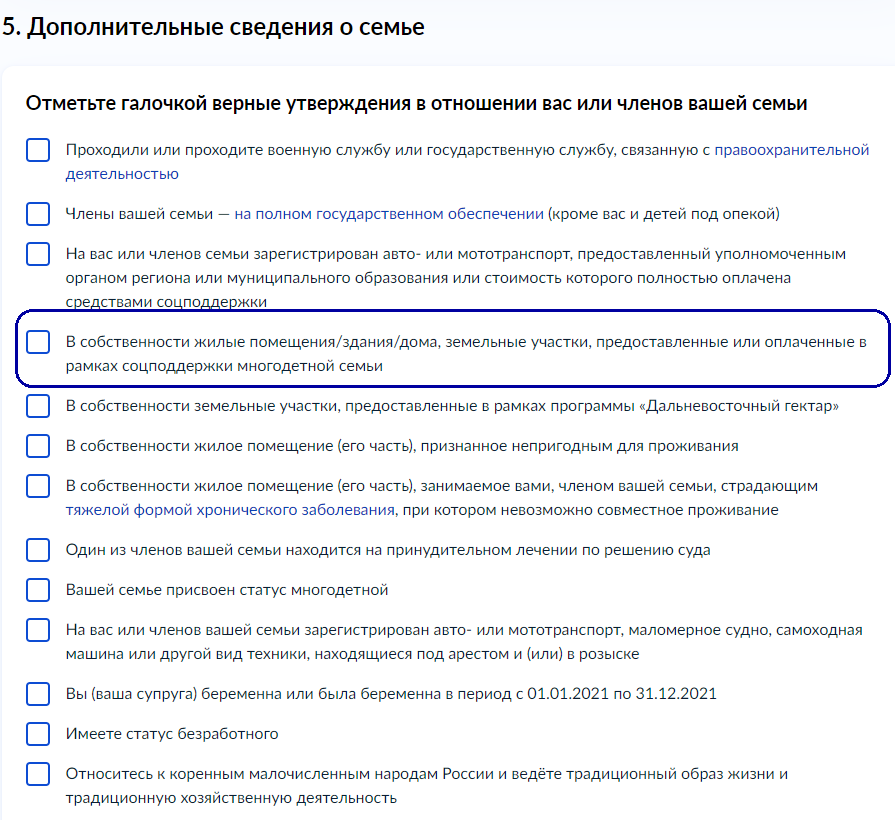 5. Дополнительные сведения о семье
Отметьте галочкой верные утверждения в отношении вас или членов вашей семьи
Проходили или проходите военную службу или государственную службу, связанную с правоохранительной
деятельностью
Члены вашей семьи — на полном государственном обеспечении (кроме вас и детей под опекой)
На вас или членов семьи зарегистрирован авто- или мототранспорт, предоставленный уполномоченным
органом региона или муниципального образования или стоимость которого полностью оплачена
средствами соцподдержки
В собственности жилые помещения/здания/дома, земельные участки, предоставленные или оплаченные в
рамках соцподдержки многодетной семьи
В собственности земельные участки, предоставленные в рамках программы «Дальневосточный гектар»
В собственности жилое помещение (его часть), признанное непригодным для проживания
В собственности жилое помещение (его часть), занимаемое вами, членом вашей семьи, страдающим
тяжелой формой хронического заболевания, при котором невозможно совместное проживание
Один из членов вашей семьи находится на принудительном лечении по решению суда
Вашей семье присвоен статус многодетной
На вас или членов вашей семьи зарегистрирован авто- или мототранспорт, маломерное судно, самоходная
машина или другой вид техники, находящиеся под арестом и (или) в розыске
Вы (ваша супруга) беременна или была беременна в период с 01.01.2021 по 31.12.2021
Имеете статус безработного
Относитесь к коренным малочисленным народам России и ведёте традиционный образ жизни и
традиционную хозяйственную деятельность